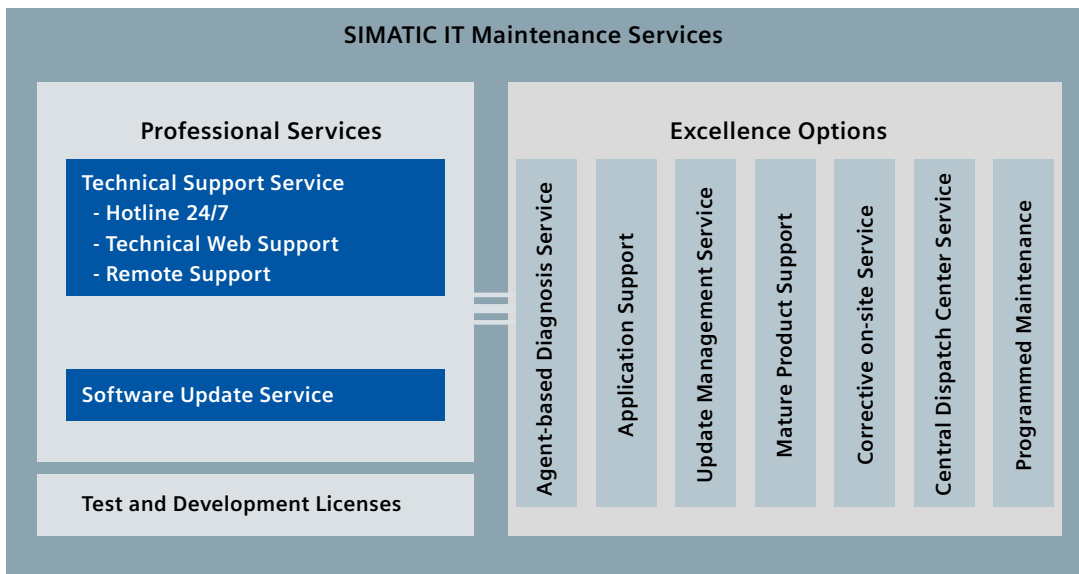 SIMATIC IT Maintenance Services
Professional Services
Technical Support Service
- Hotline 24/7
- Technical Web Support
- Remote Support
Software Update Service
Test and Development Licenses
Excellence Options
Agent-based Diagnosis Service
Application Support
Update Management Service
Mature Product Support
Corrective on-site Service
Central Dispatch Center Service
Programmed Maintenance